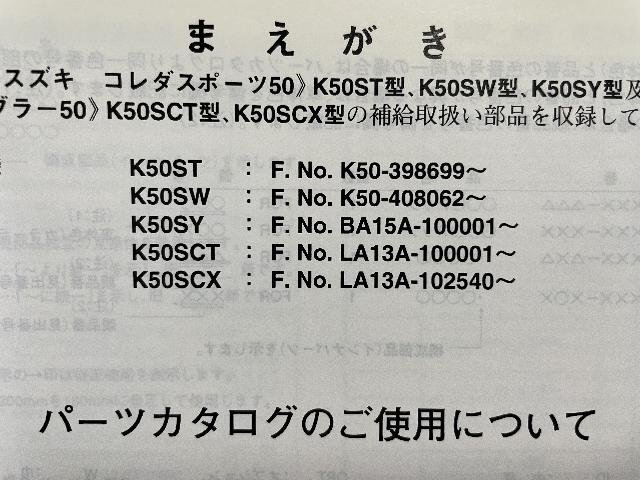 まえがき
スズキ コレダスポーツ50》K50ST型、K50SW型、K50SY型及
グラー50》K50SCT型、K50SCX型の補給取扱い部品を収録して
K50ST : F. No. K50-398699～
K50SW : F. No. K50-408062～
K50SY : F. No. BA15A-100001～
K50SCT : F. No. LA13A-100001～
K50SCX : F. No. LA13A-102540～
パーツカタログのご使用について